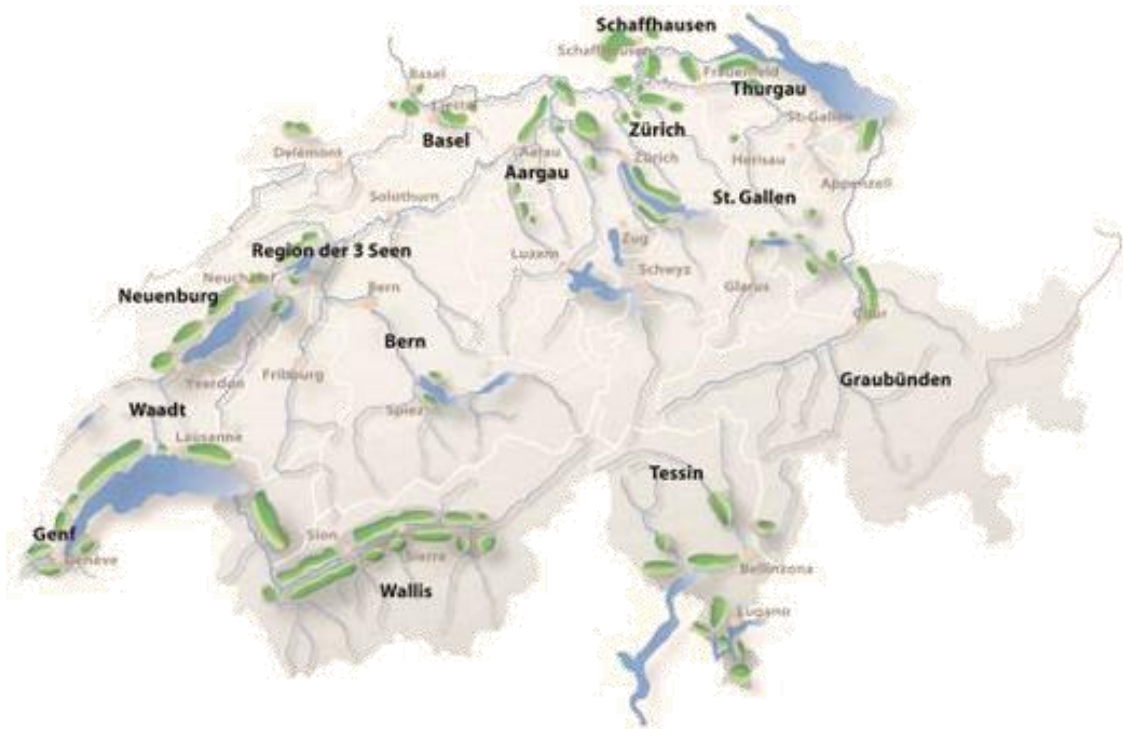 Schaffhausen
Schaffhausen
Basel
Frauenfeld
Thurgau
Liestal
St. Gallen
Basel
Zürich
Delémont
Aarau
Zürich
Herisau
Aargau
Appenzell
Solothurn
St. Gallen
Zug
Region der 3 Seen
Luzern
Schwyz
Neuchâtel
Glarus
Neuenburg
Bern
Chur
Bern
Graubünden
Yverdon
Fribourg
Waadt
Spiez
Lausanne
Tessin
Genf
Sion
Genève
Sierre
Bellinzona
Wallis
Lugano